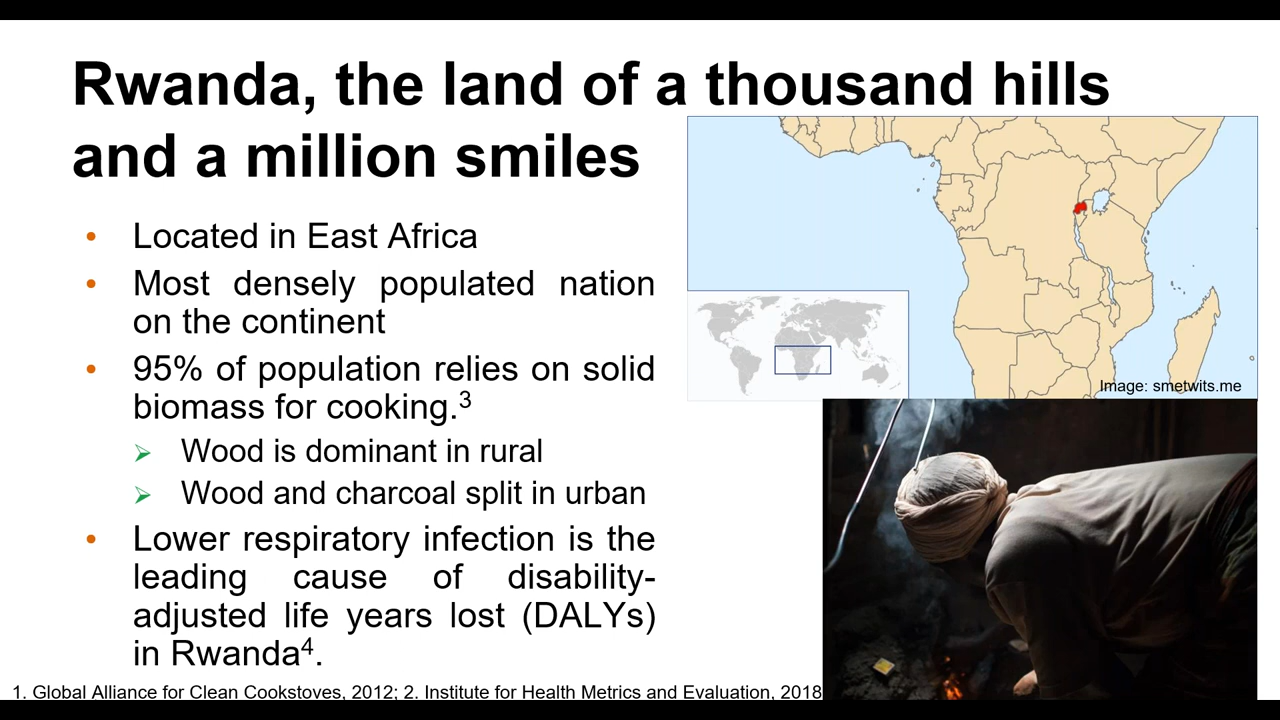 Rwanda, the land of a thousand hills
and a million smiles
• Located in East Africa
• Most densely populated nation
on the continent
• 95% of population relies on solid
biomass for cooking.³
➢ Wood is dominant in rural
➢ Wood and charcoal split in urban
• Lower respiratory infection is the
leading cause of disability-
adjusted life years lost (DALYs)
in Rwanda⁴.
Image: smetwits.me
1. Global Alliance for Clean Cookstoves, 2012; 2. Institute for Health Metrics and Evaluation, 2018